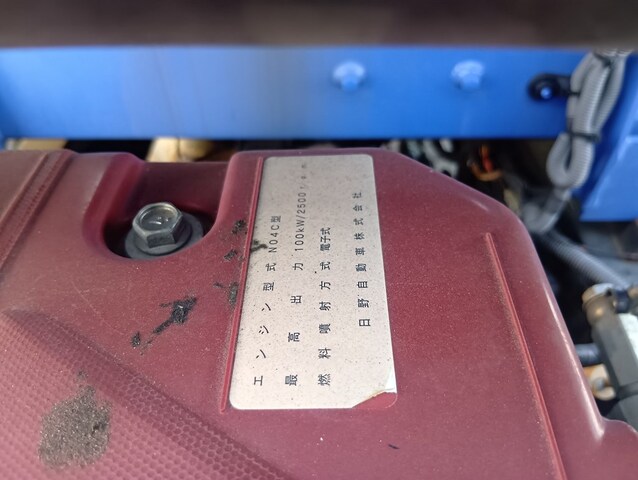 エンジン型式 N04C型
最高出力 100kW/2500r.p.m
燃料噴射方式 電子式
日野自動車株式会社